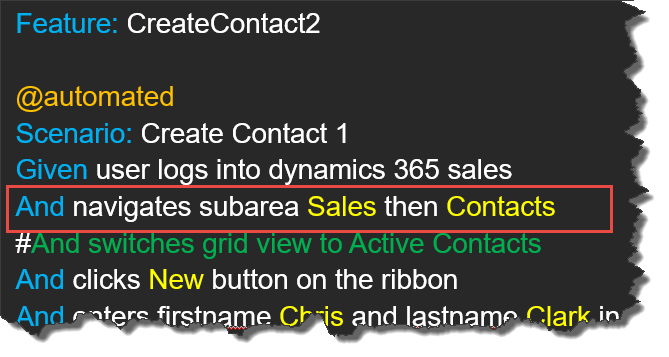 Feature: CreateContact2
@automated
Scenario: Create Contact 1
Given user logs into dynamics 365 sales
And navigates subarea Sales then Contacts
#And switches grid view to Active Contacts
And clicks New button on the ribbon
And enters firstname Chris and lastname Clark in